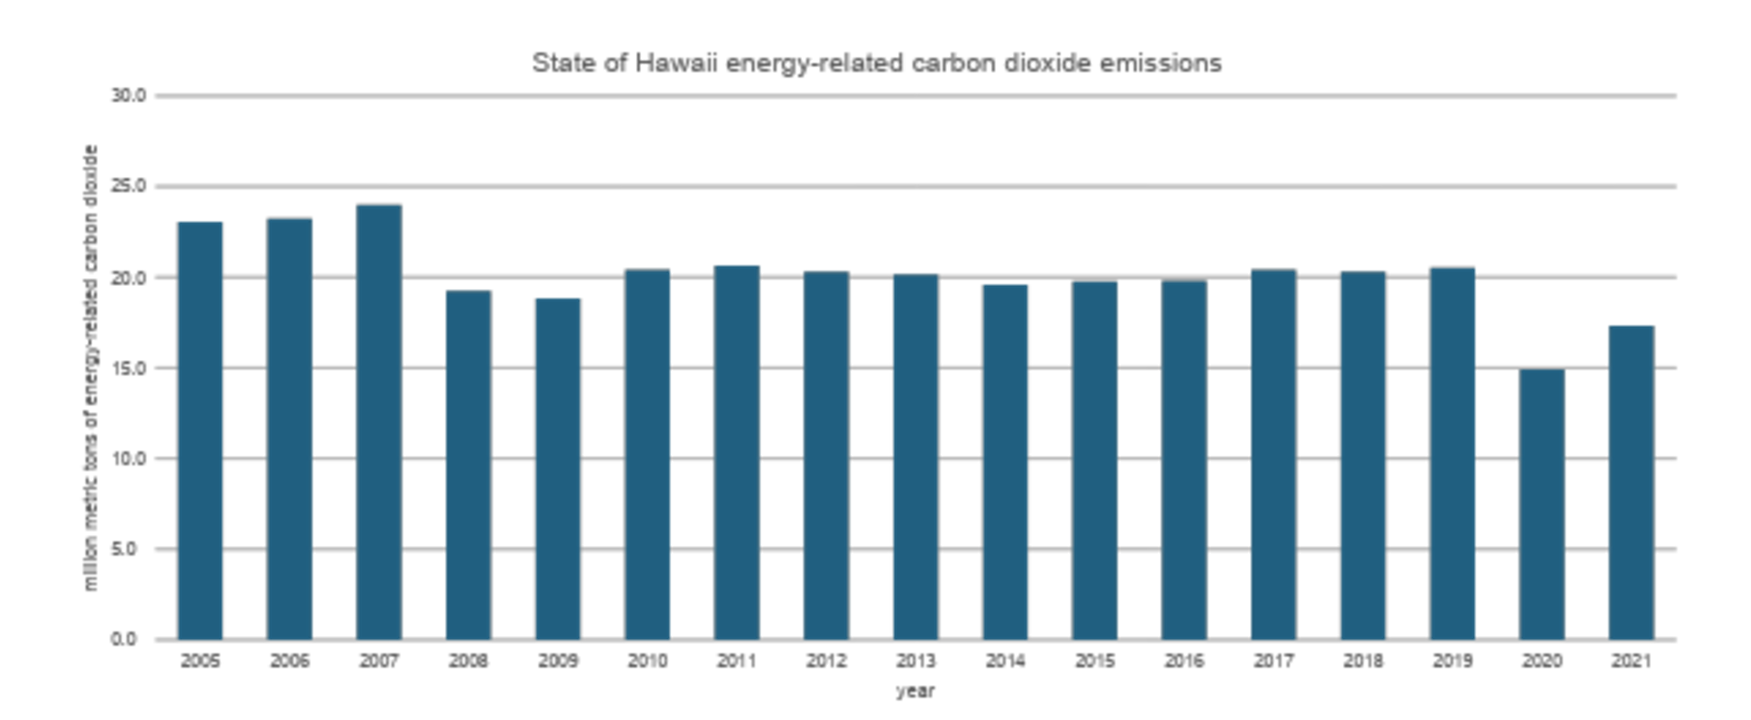 State of Hawaii energy-related carbon dioxide emissions
million metric tons of energy-related carbon dioxide
30.0
25.0
20.0
15.0
10.0
5.0
0.0
2005 2006 2007 2008 2009 2010 2011 2012 2013 2014 2015 2016 2017 2018 2019 2020 2021
year